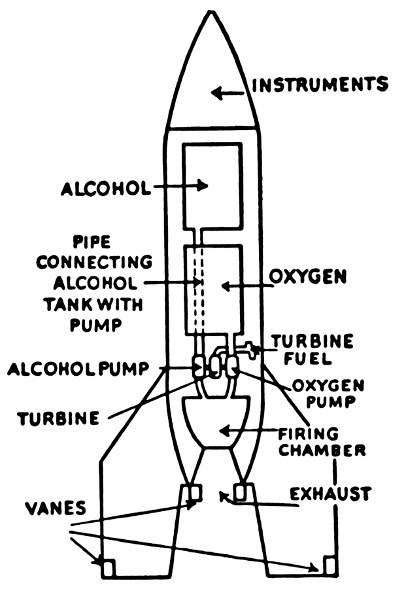 INSTRUMENTS
ALCOHOL
PIPE
CONNECTING
ALCOHOL
TANK WITH
PUMP
OXYGEN
TURBINE
FUEL
ALCOHOL PUMP
OXYGEN
PUMP
TURBINE
FIRING
CHAMBER
EXHAUST
VANES